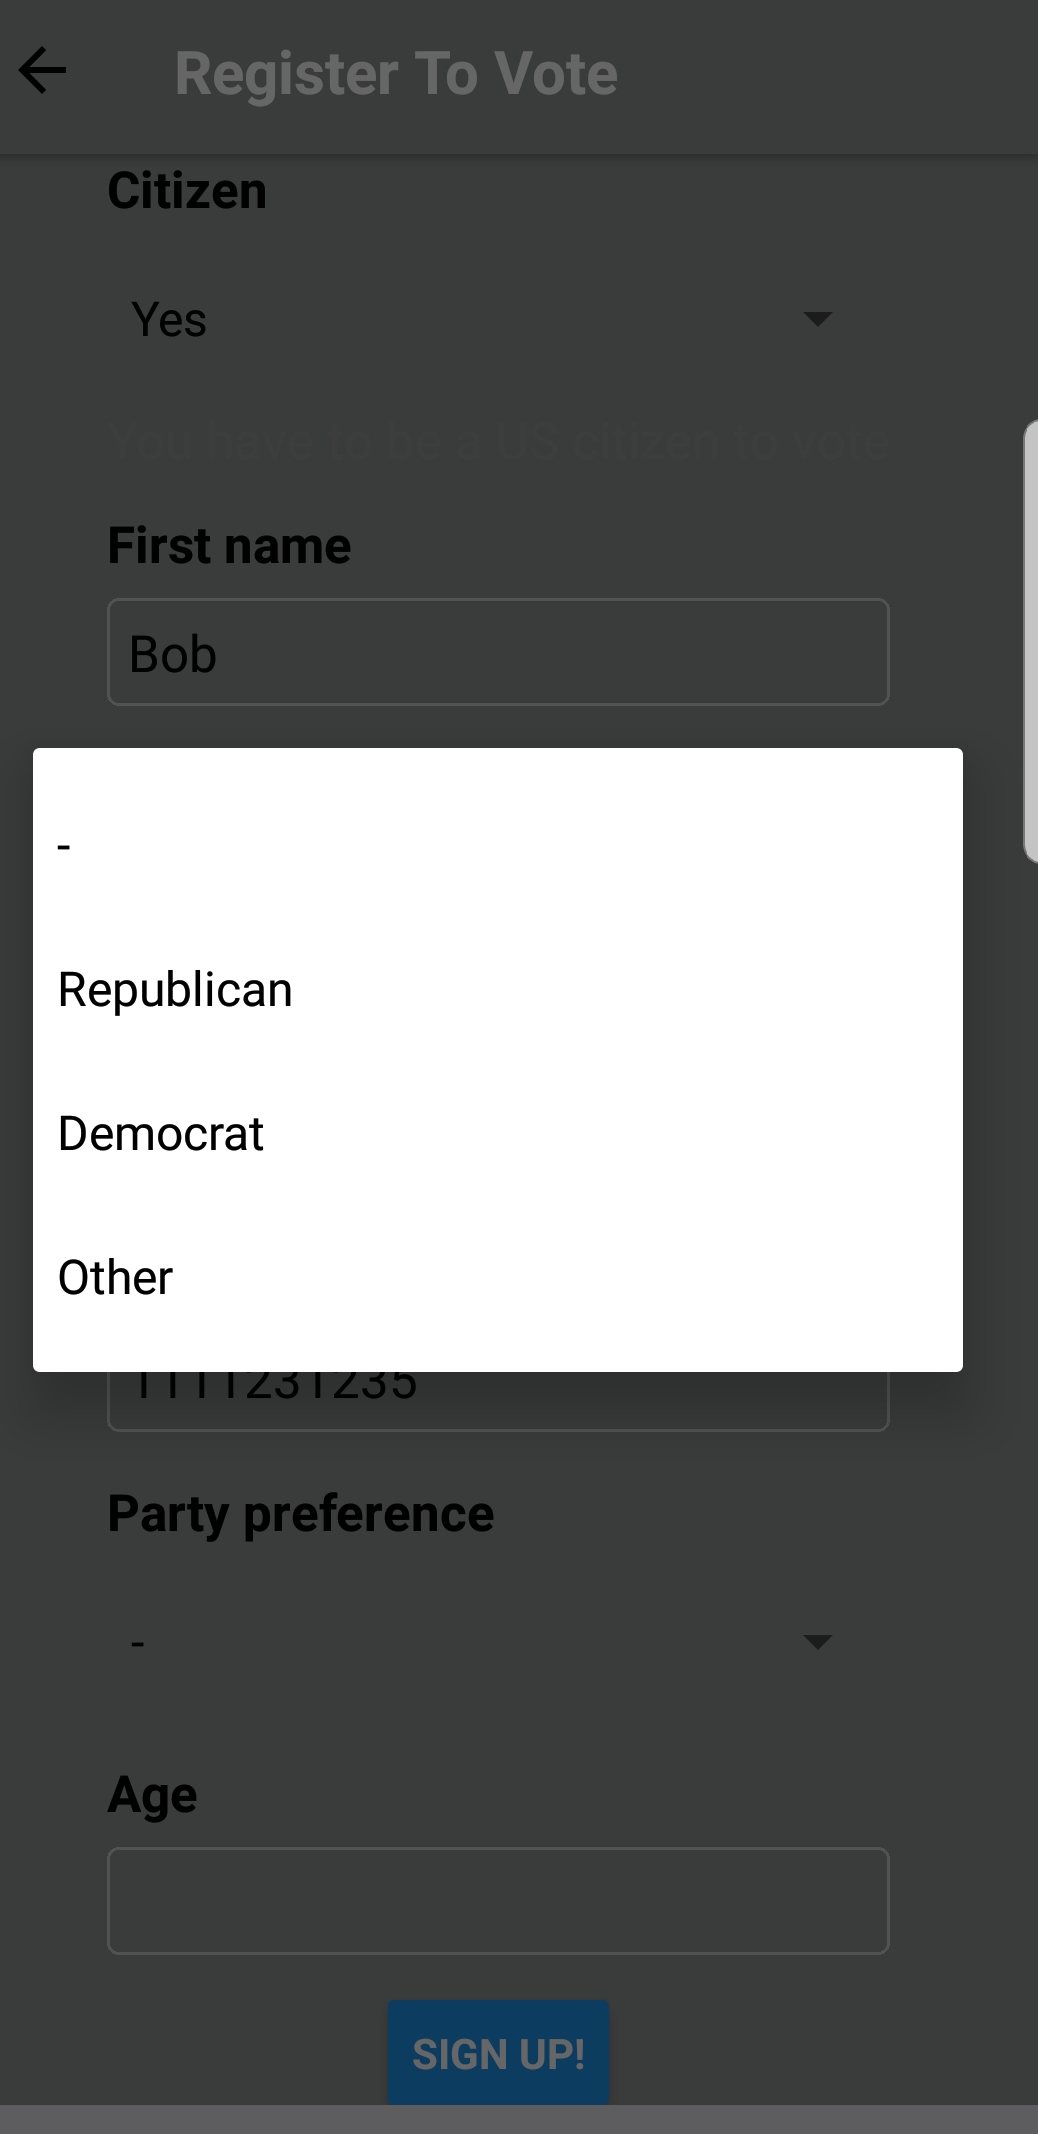 Register To Vote
Citizen
Yes
You have to be a US citizen to vote
First name
Bob
-
Republican
Democrat
Other
1111231235
Party preference
-
Age
SIGN UP!